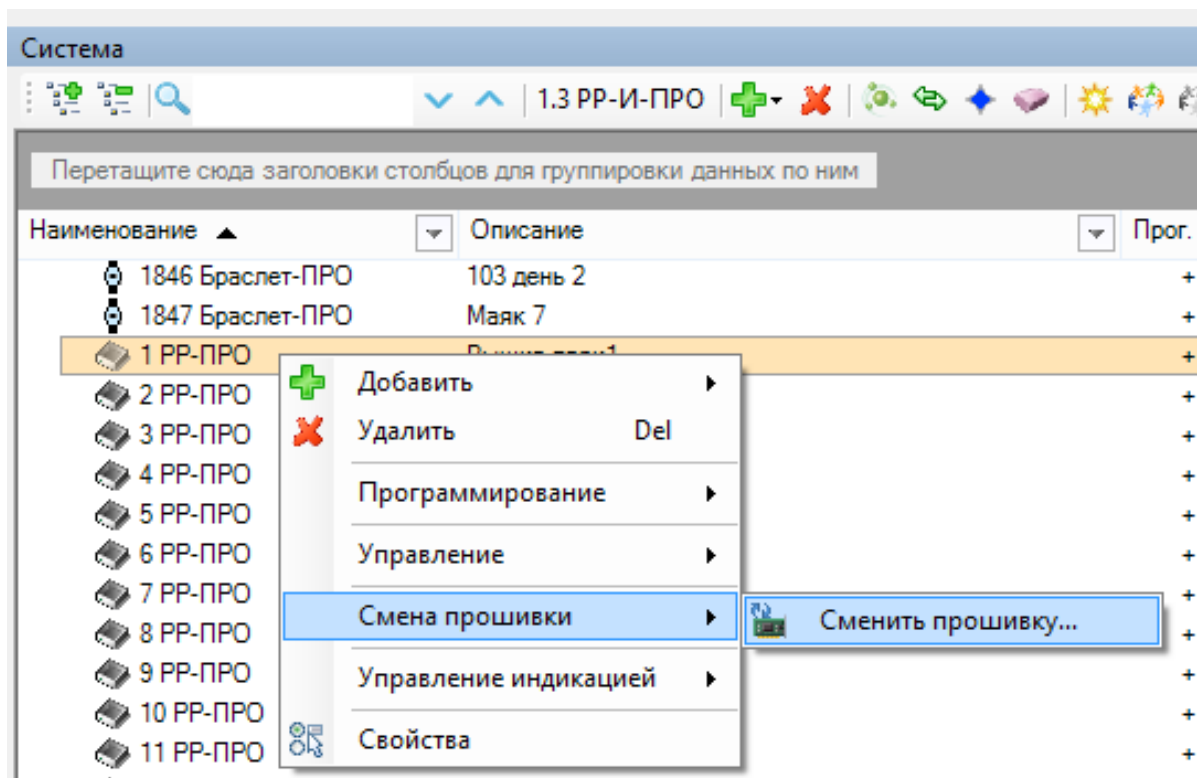 Система
1.3 РР-И-ПРО
Перетащите сюда заголовки столбцов для группировки данных по ним
Наименование Описание Прог.
1846 Браслет-ПРО 103 день 2 +
1847 Браслет-ПРО Маяк 7 +
1 РР-ПРО +
2 РР-ПРО +
3 РР-ПРО +
4 РР-ПРО +
5 РР-ПРО +
6 РР-ПРО +
7 РР-ПРО +
8 РР-ПРО +
9 РР-ПРО +
10 РР-ПРО +
11 РР-ПРО +
Добавить
Удалить Del
Программирование
Управление
Смена прошивки
Управление индикацией
Свойства
Сменить прошивку...